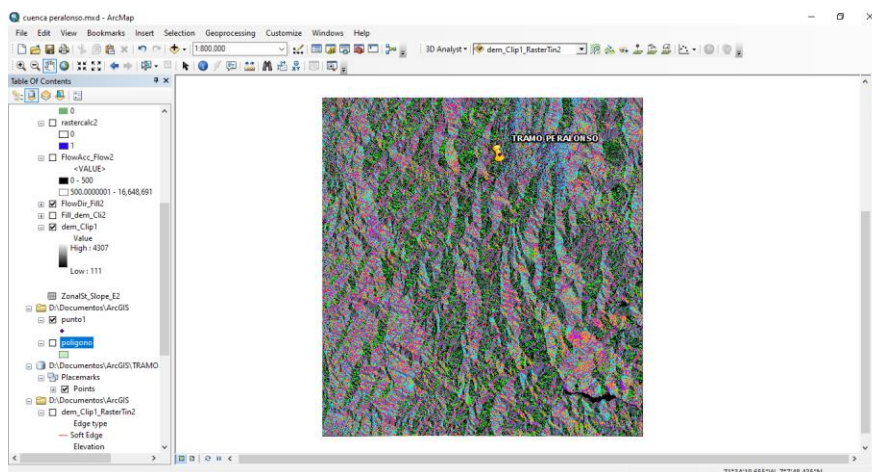 cuenca peralonso.mxd - ArcMap
File Edit View Bookmarks Insert Selection Geoprocessing Customize Windows Help
1:800,000
3D Analyst
dem_Clip1_RasterTin2
Table Of Contents
0
rastercalc2
0
1
FlowAcc_Flow2
<VALUE>
0 - 500
500.0000001 - 16,648,691
FlowDir_Fill2
Fill_dem_Cli2
dem_Clip1
Value
High : 4307
Low : 111
ZonalSt_Slope_E2
D:\Documentos\ArcGIS
punto1
poligono
D:\Documentos\ArcGIS\TRAMO
Placemarks
Points
D:\Documentos\ArcGIS
dem_Clip1_RasterTin2
Edge type
Soft Edge
Elevation
TRAMO PERALONSO